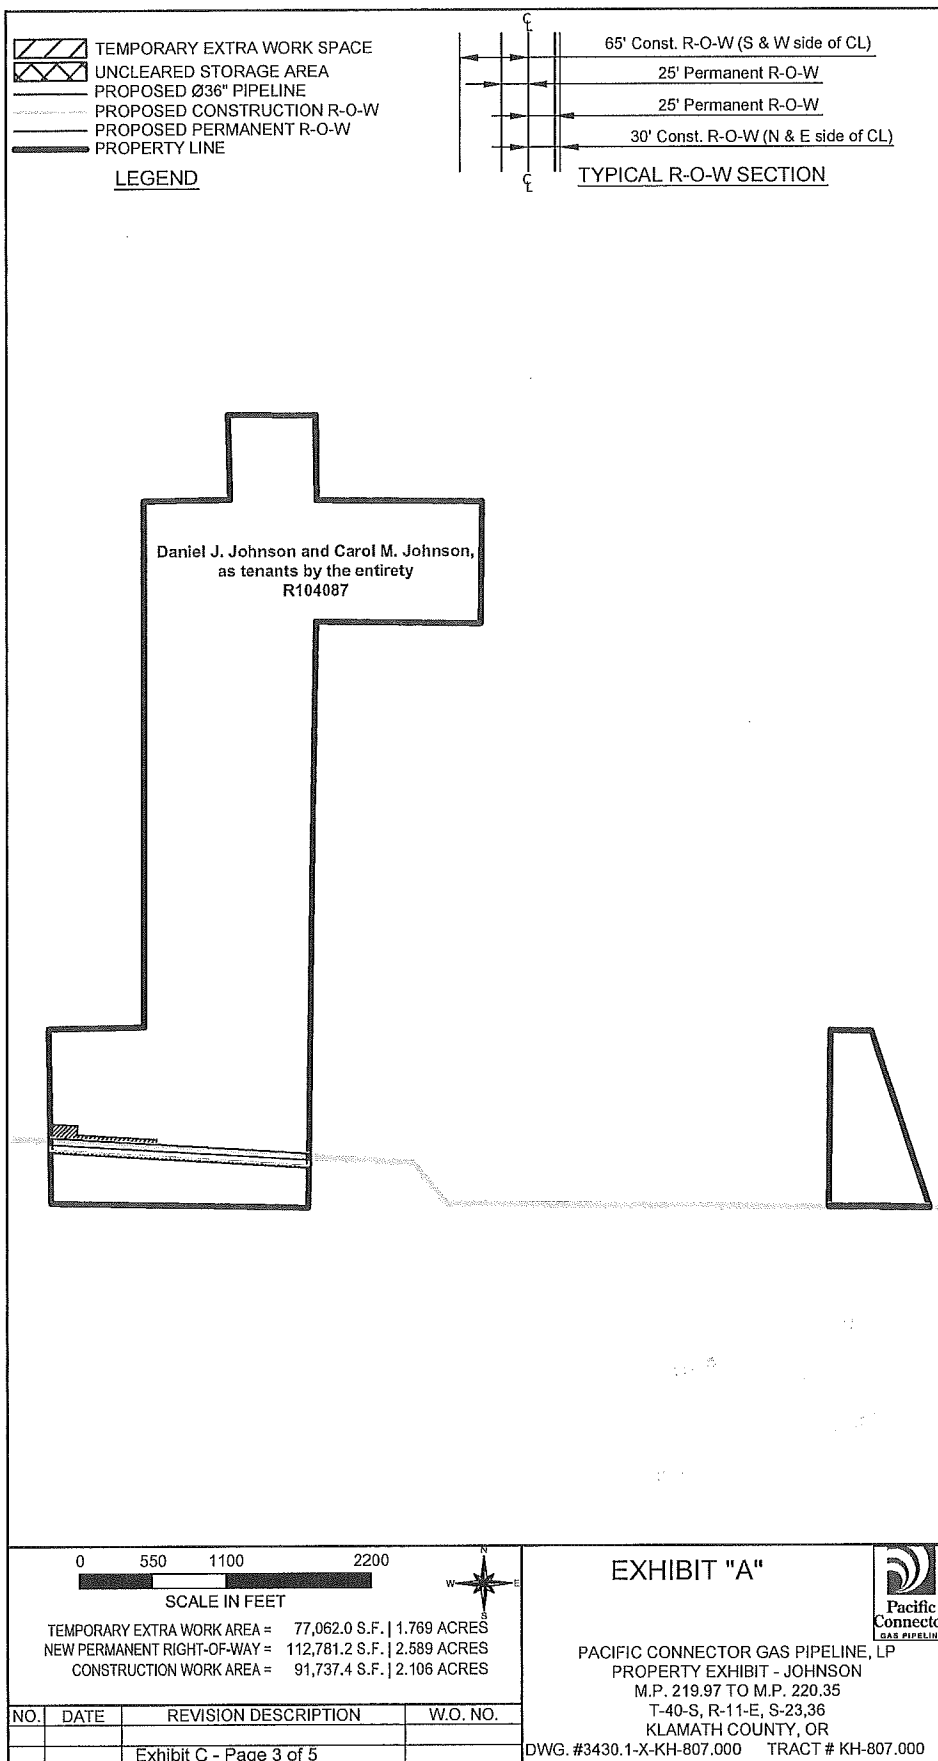 TEMPORARY EXTRA WORK SPACE
UNCLEARED STORAGE AREA
PROPOSED Ø36" PIPELINE
PROPOSED CONSTRUCTION R-O-W
PROPOSED PERMANENT R-O-W
PROPERTY LINE
LEGEND
℄
65' Const. R-O-W (S & W side of CL)
25' Permanent R-O-W
25' Permanent R-O-W
30' Const. R-O-W (N & E side of CL)
℄
TYPICAL R-O-W SECTION
Daniel J. Johnson and Carol M. Johnson,
as tenants by the entirety
R104087
0 550 1100 2200
SCALE IN FEET
N
W E
S
TEMPORARY EXTRA WORK AREA = 77,062.0 S.F. | 1.769 ACRES
NEW PERMANENT RIGHT-OF-WAY = 112,781.2 S.F. | 2.589 ACRES
CONSTRUCTION WORK AREA = 91,737.4 S.F. | 2.106 ACRES
NO. DATE REVISION DESCRIPTION W.O. NO.
Exhibit C - Page 3 of 5
EXHIBIT "A"
Pacific
Connecto
GAS PIPELIN
PACIFIC CONNECTOR GAS PIPELINE, LP
PROPERTY EXHIBIT - JOHNSON
M.P. 219.97 TO M.P. 220.35
T-40-S, R-11-E, S-23,36
KLAMATH COUNTY, OR
DWG. #3430.1-X-KH-807.000 TRACT # KH-807.000